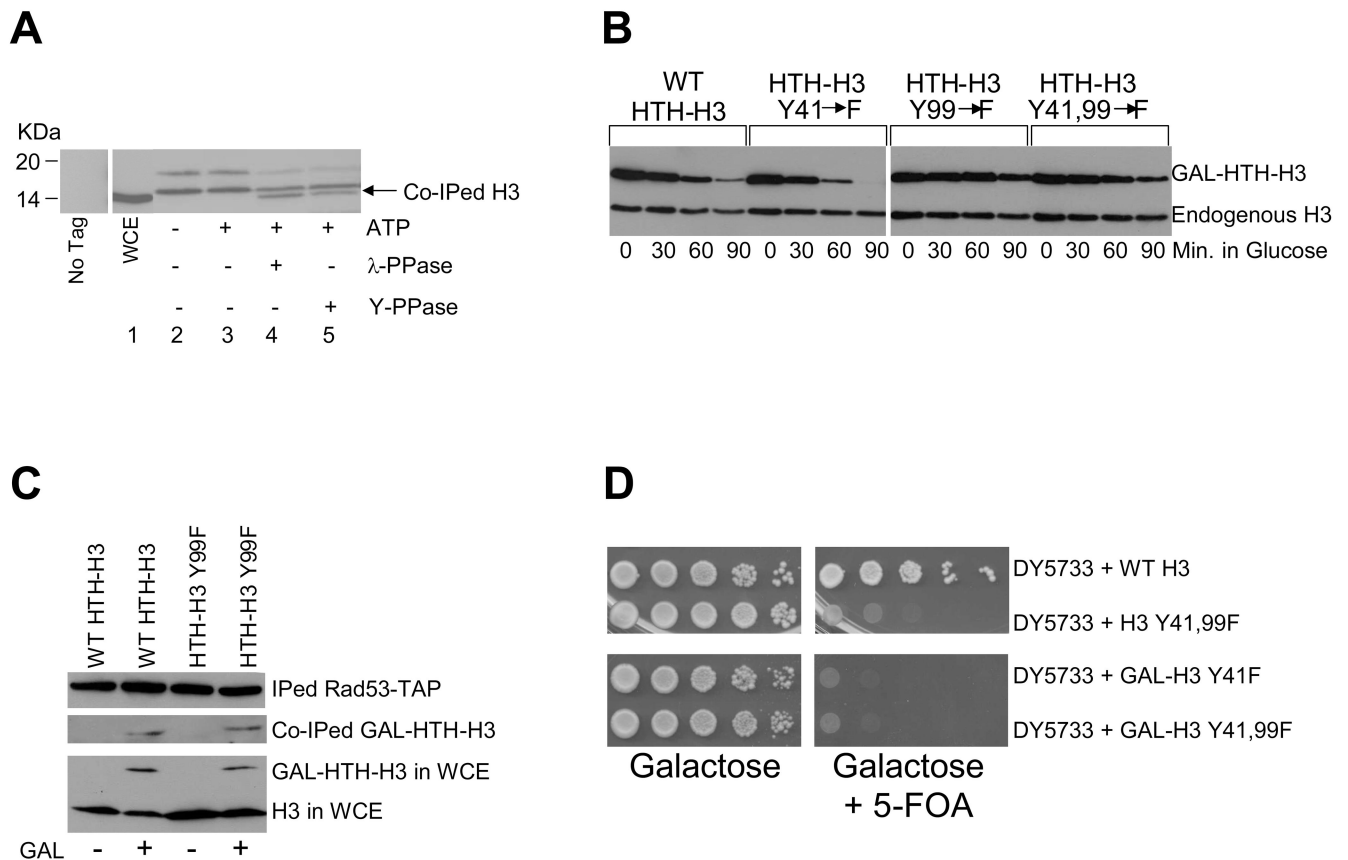 A
KDa
20
14
Co-IPed H3
No Tag
WCE
- + + + ATP
- - + - λ-PPase
- - - + Y-PPase
1 2 3 4 5
B
WT
HTH-H3
HTH-H3
Y41→F
HTH-H3
Y99→F
HTH-H3
Y41,99→F
GAL-HTH-H3
Endogenous H3
0 30 60 90 0 30 60 90 0 30 60 90 0 30 60 90 Min. in Glucose
C
WT HTH-H3
WT HTH-H3
HTH-H3 Y99F
HTH-H3 Y99F
IPed Rad53-TAP
Co-IPed GAL-HTH-H3
GAL-HTH-H3 in WCE
H3 in WCE
GAL - + - +
D
DY5733 + WT H3
DY5733 + H3 Y41,99F
DY5733 + GAL-H3 Y41F
DY5733 + GAL-H3 Y41,99F
Galactose
Galactose
+ 5-FOA